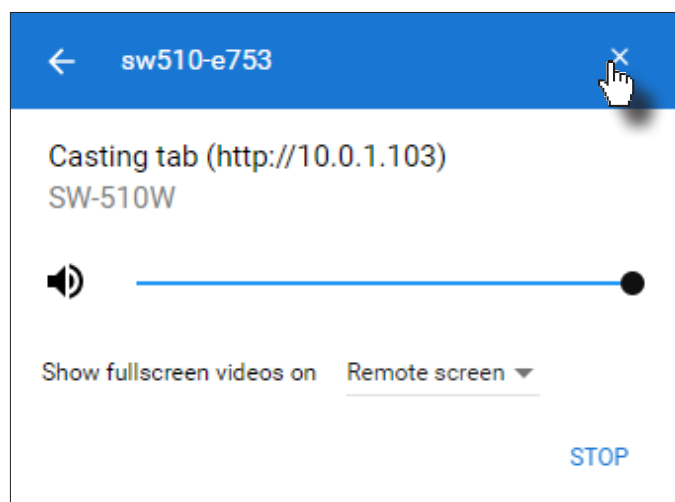 sw510-e753
Casting tab (http://10.0.1.103)
SW-510W
Show fullscreen videos on Remote screen
STOP